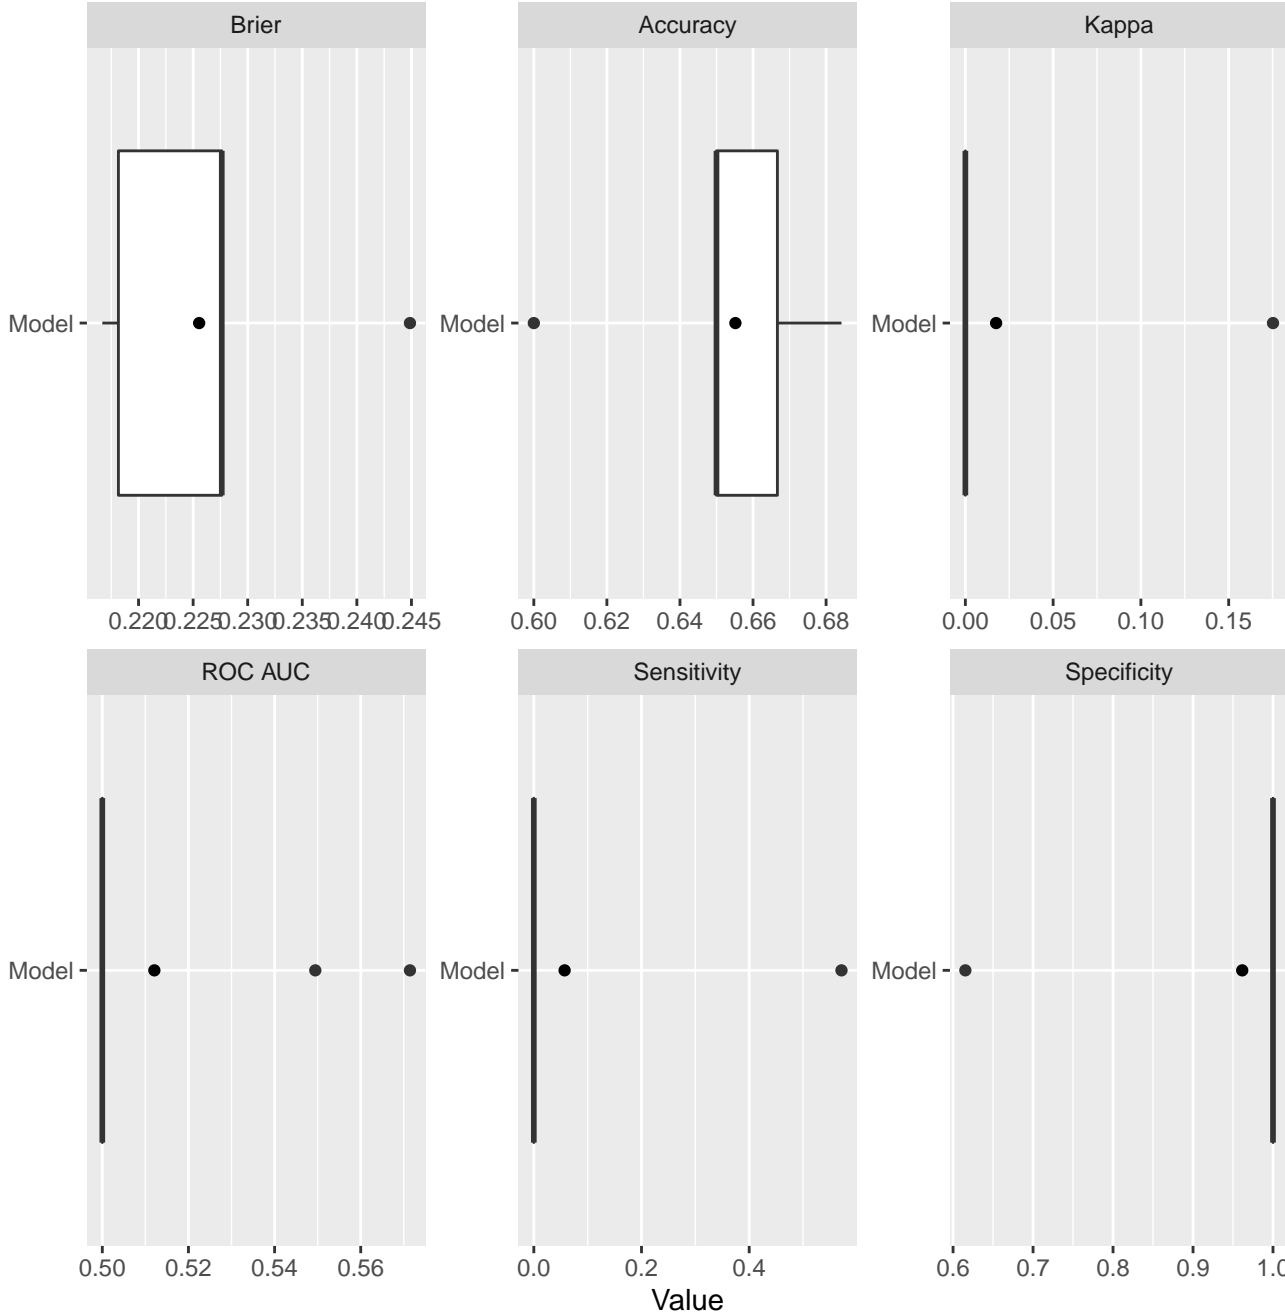 Brier Accuracy Kappa
Model Model Model
0.220 0.225 0.230 0.235 0.240 0.245 0.60 0.62 0.64 0.66 0.68 0.00 0.05 0.10 0.15
ROC AUC Sensitivity Specificity
Model Model Model
0.50 0.52 0.54 0.56 0.0 0.2 0.4 0.6 0.7 0.8 0.9 1.0
Value